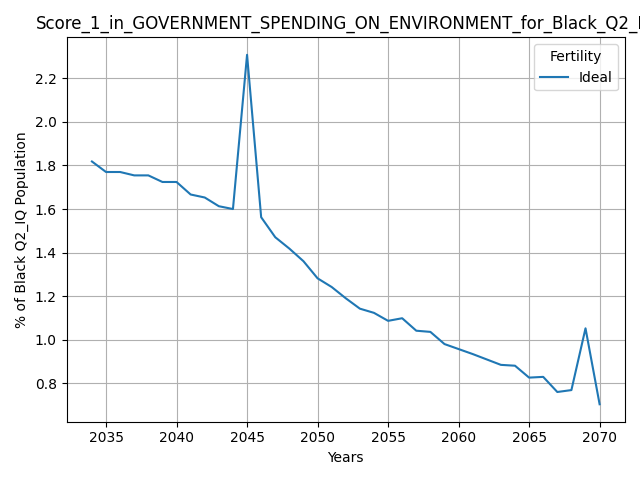 Score_1_in_GOVERNMENT_SPENDING_ON_ENVIRONMENT_for_Black_Q2_I
Fertility
Ideal
% of Black Q2_IQ Population
2.2
2.0
1.8
1.6
1.4
1.2
1.0
0.8
2035 2040 2045 2050 2055 2060 2065 2070
Years